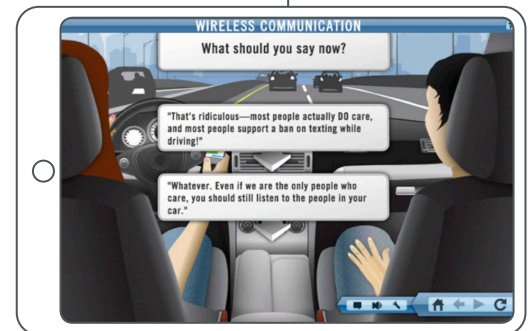 WIRELESS COMMUNICATION
What should you say now?
"That's ridiculous—most people actually DO care,
and most people support a ban on texting while
driving!"
"Whatever. Even if we are the only people who
care, you should still listen to the people in your
car."